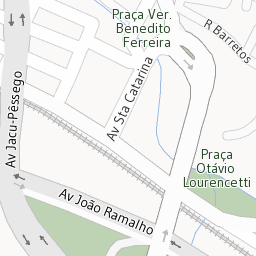 Praça Ver.
Benedito
Ferreira
R Barretos
Av Sta Catarina
Av Jacu-Pêssego
Praça
Otávio
Lourencetti
Av João Ramalho